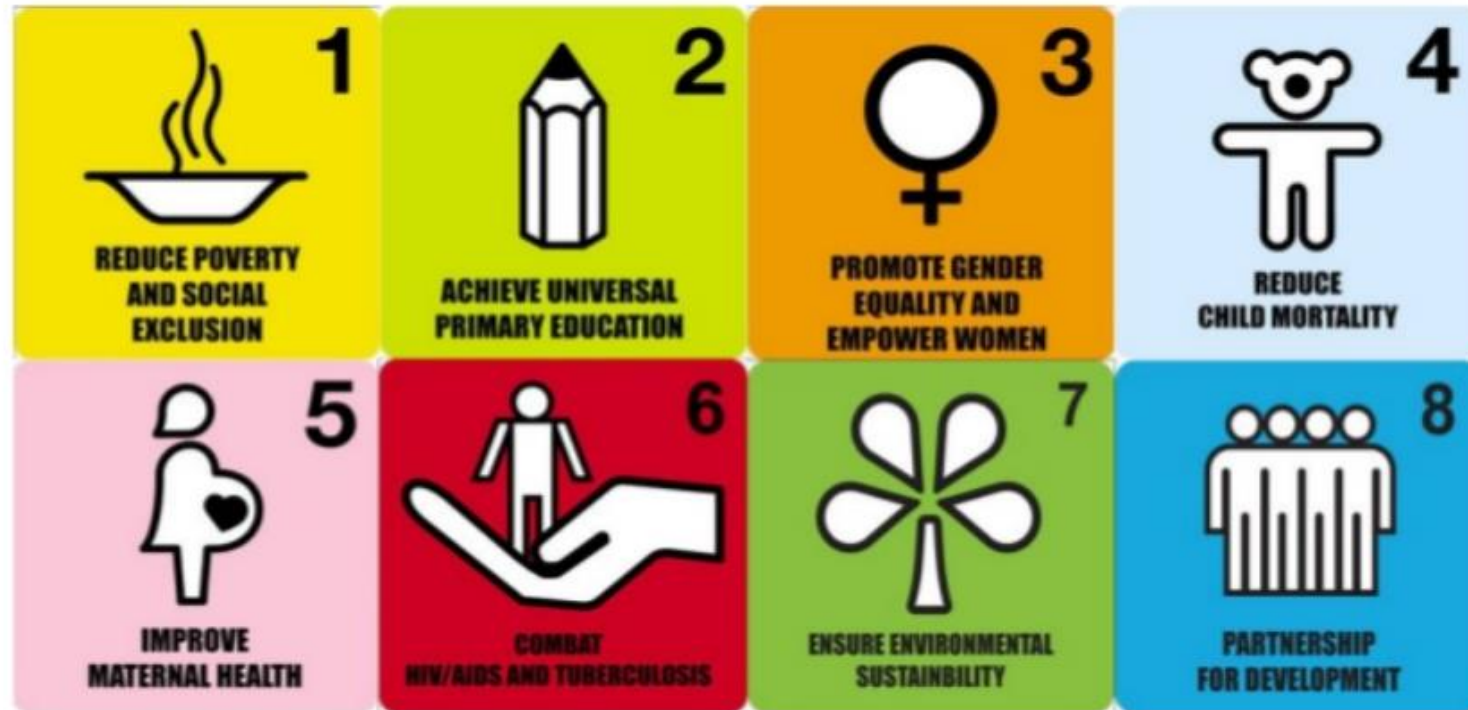 1
REDUCE POVERTY
AND SOCIAL
EXCLUSION
2
ACHIEVE UNIVERSAL
PRIMARY EDUCATION
3
PROMOTE GENDER
EQUALITY AND
EMPOWER WOMEN
4
REDUCE
CHILD MORTALITY
5
IMPROVE
MATERNAL HEALTH
6
COMBAT
HIV/AIDS AND TUBERCULOSIS
7
ENSURE ENVIRONMENTAL
SUSTAINBILITY
8
PARTNERSHIP
FOR DEVELOPMENT